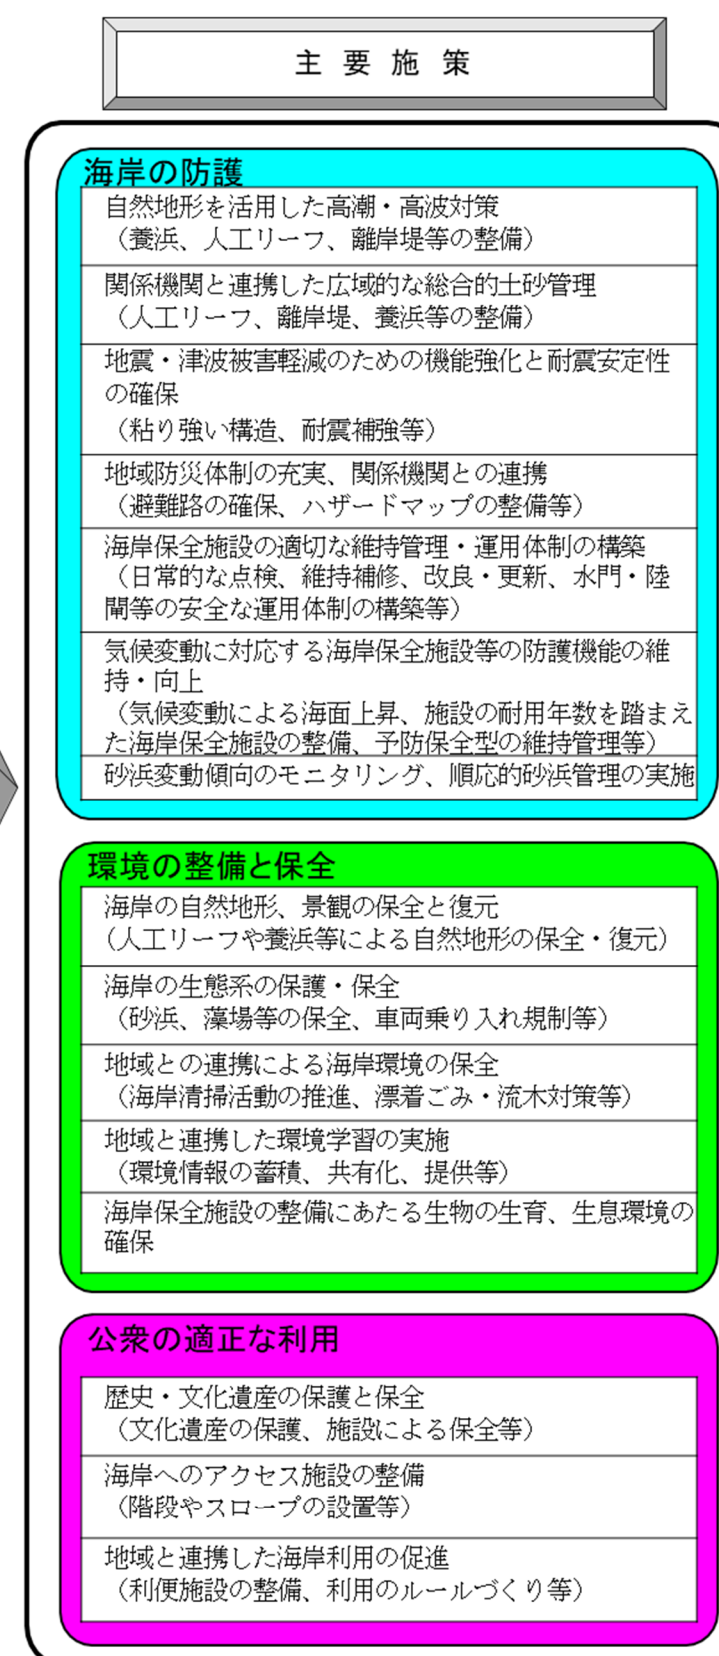 主要施策
海岸の防護
自然地形を活用した高潮・高波対策
（養浜、人工リーフ、離岸堤等の整備）
関係機関と連携した広域的な総合的土砂管理
（人工リーフ、離岸堤、養浜等の整備）
地震・津波被害軽減のための機能強化と耐震安定性
の確保
（粘り強い構造、耐震補強等）
地域防災体制の充実、関係機関との連携
（避難路の確保、ハザードマップの整備等）
海岸保全施設の適切な維持管理・運用体制の構築
（日常的な点検、維持補修、改良・更新、水門・陸
閘等の安全な運用体制の構築等）
気候変動に対応する海岸保全施設等の防護機能の維
持・向上
（気候変動による海面上昇、施設の耐用年数を踏まえ
た海岸保全施設の整備、予防保全型の維持管理等）
砂浜変動傾向のモニタリング、順応的砂浜管理の実施
環境の整備と保全
海岸の自然地形、景観の保全と復元
（人工リーフや養浜等による自然地形の保全・復元）
海岸の生態系の保護・保全
（砂浜、藻場等の保全、車両乗り入れ規制等）
地域との連携による海岸環境の保全
（海岸清掃活動の推進、漂着ごみ・流木対策等）
地域と連携した環境学習の実施
（環境情報の蓄積、共有化、提供等）
海岸保全施設の整備にあたる生物の生育、生息環境の
確保
公衆の適正な利用
歴史・文化遺産の保護と保全
（文化遺産の保護、施設による保全等）
海岸へのアクセス施設の整備
（階段やスロープの設置等）
地域と連携した海岸利用の促進
（利便施設の整備、利用のルールづくり等）